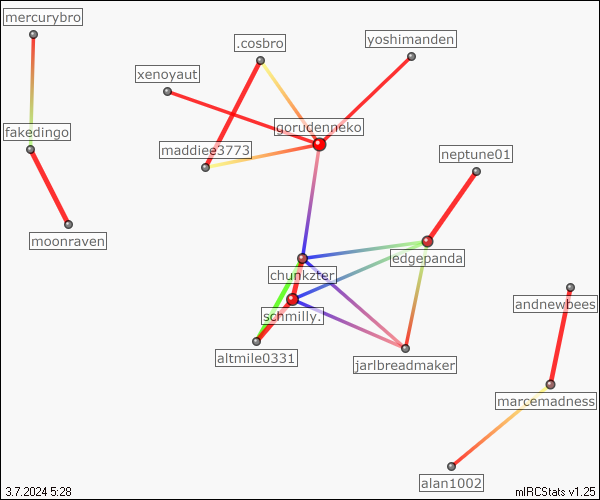 mercurybro
.cosbro
yoshimanden
xenoyaut
gorudenneko
fakedingo
maddiee3773
neptune01
moonraven
edgepanda
chunkzter
andnewbees
schmilly.
altmile0331
jarlbreadmaker
marcemadness
alan1002
3.7.2024 5:28
mIRCStats v1.25